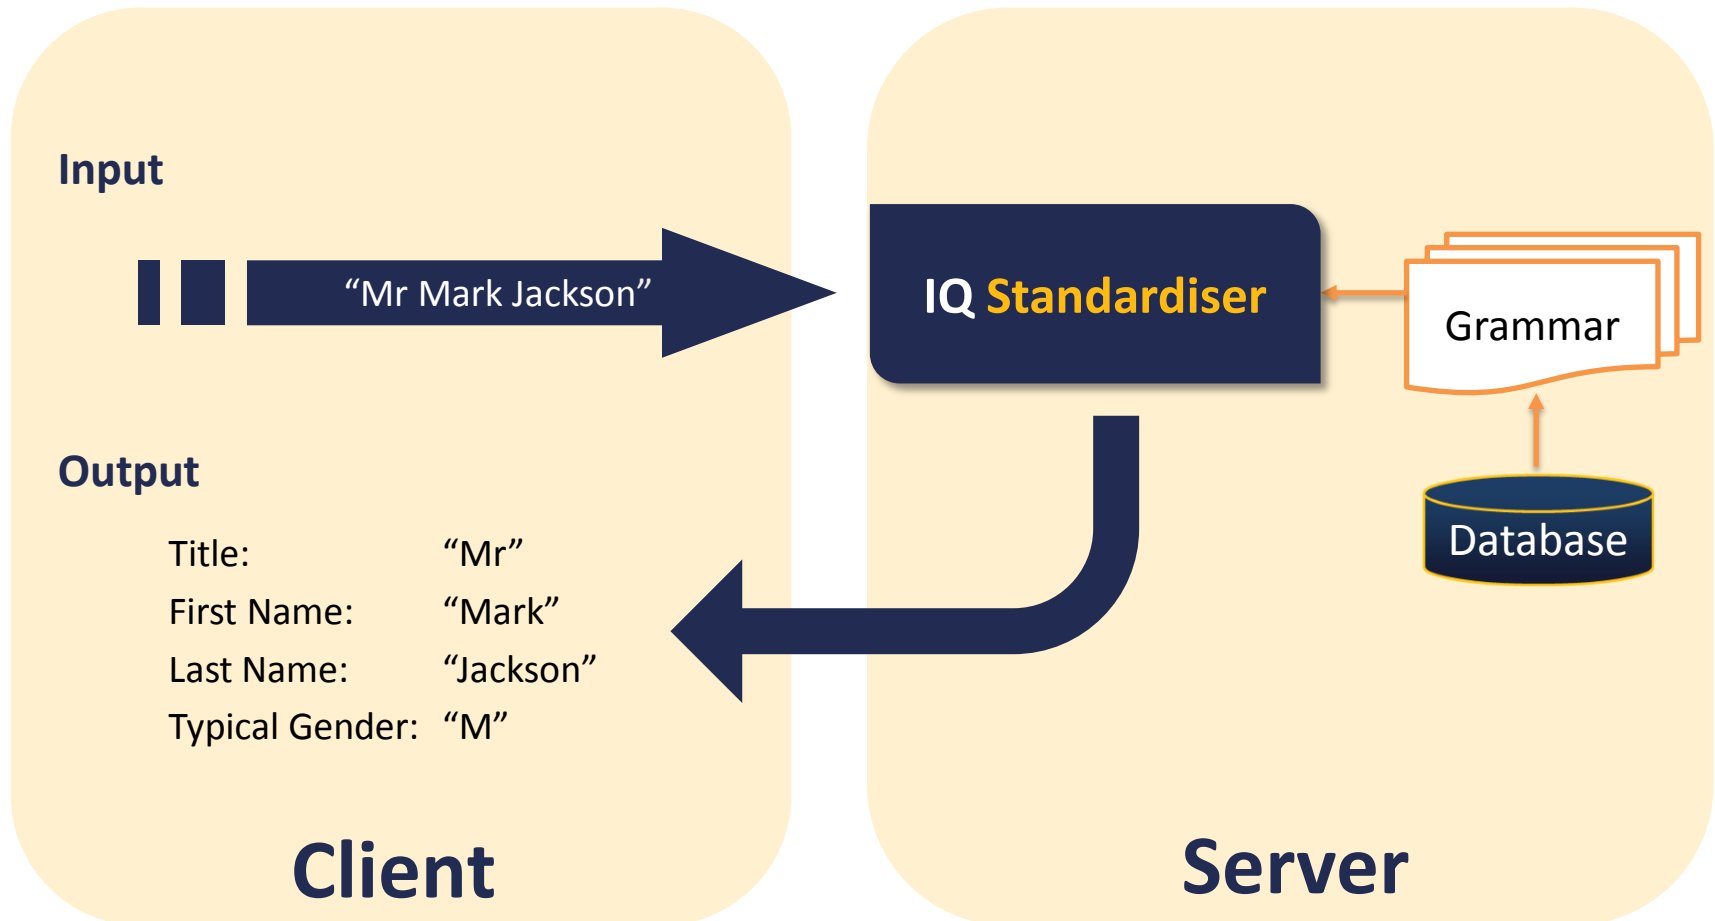 Input
“Mr Mark Jackson”
IQ Standardiser
Grammar
Database
Output
Title: “Mr”
First Name: “Mark”
Last Name: “Jackson”
Typical Gender: “M”
Client
Server